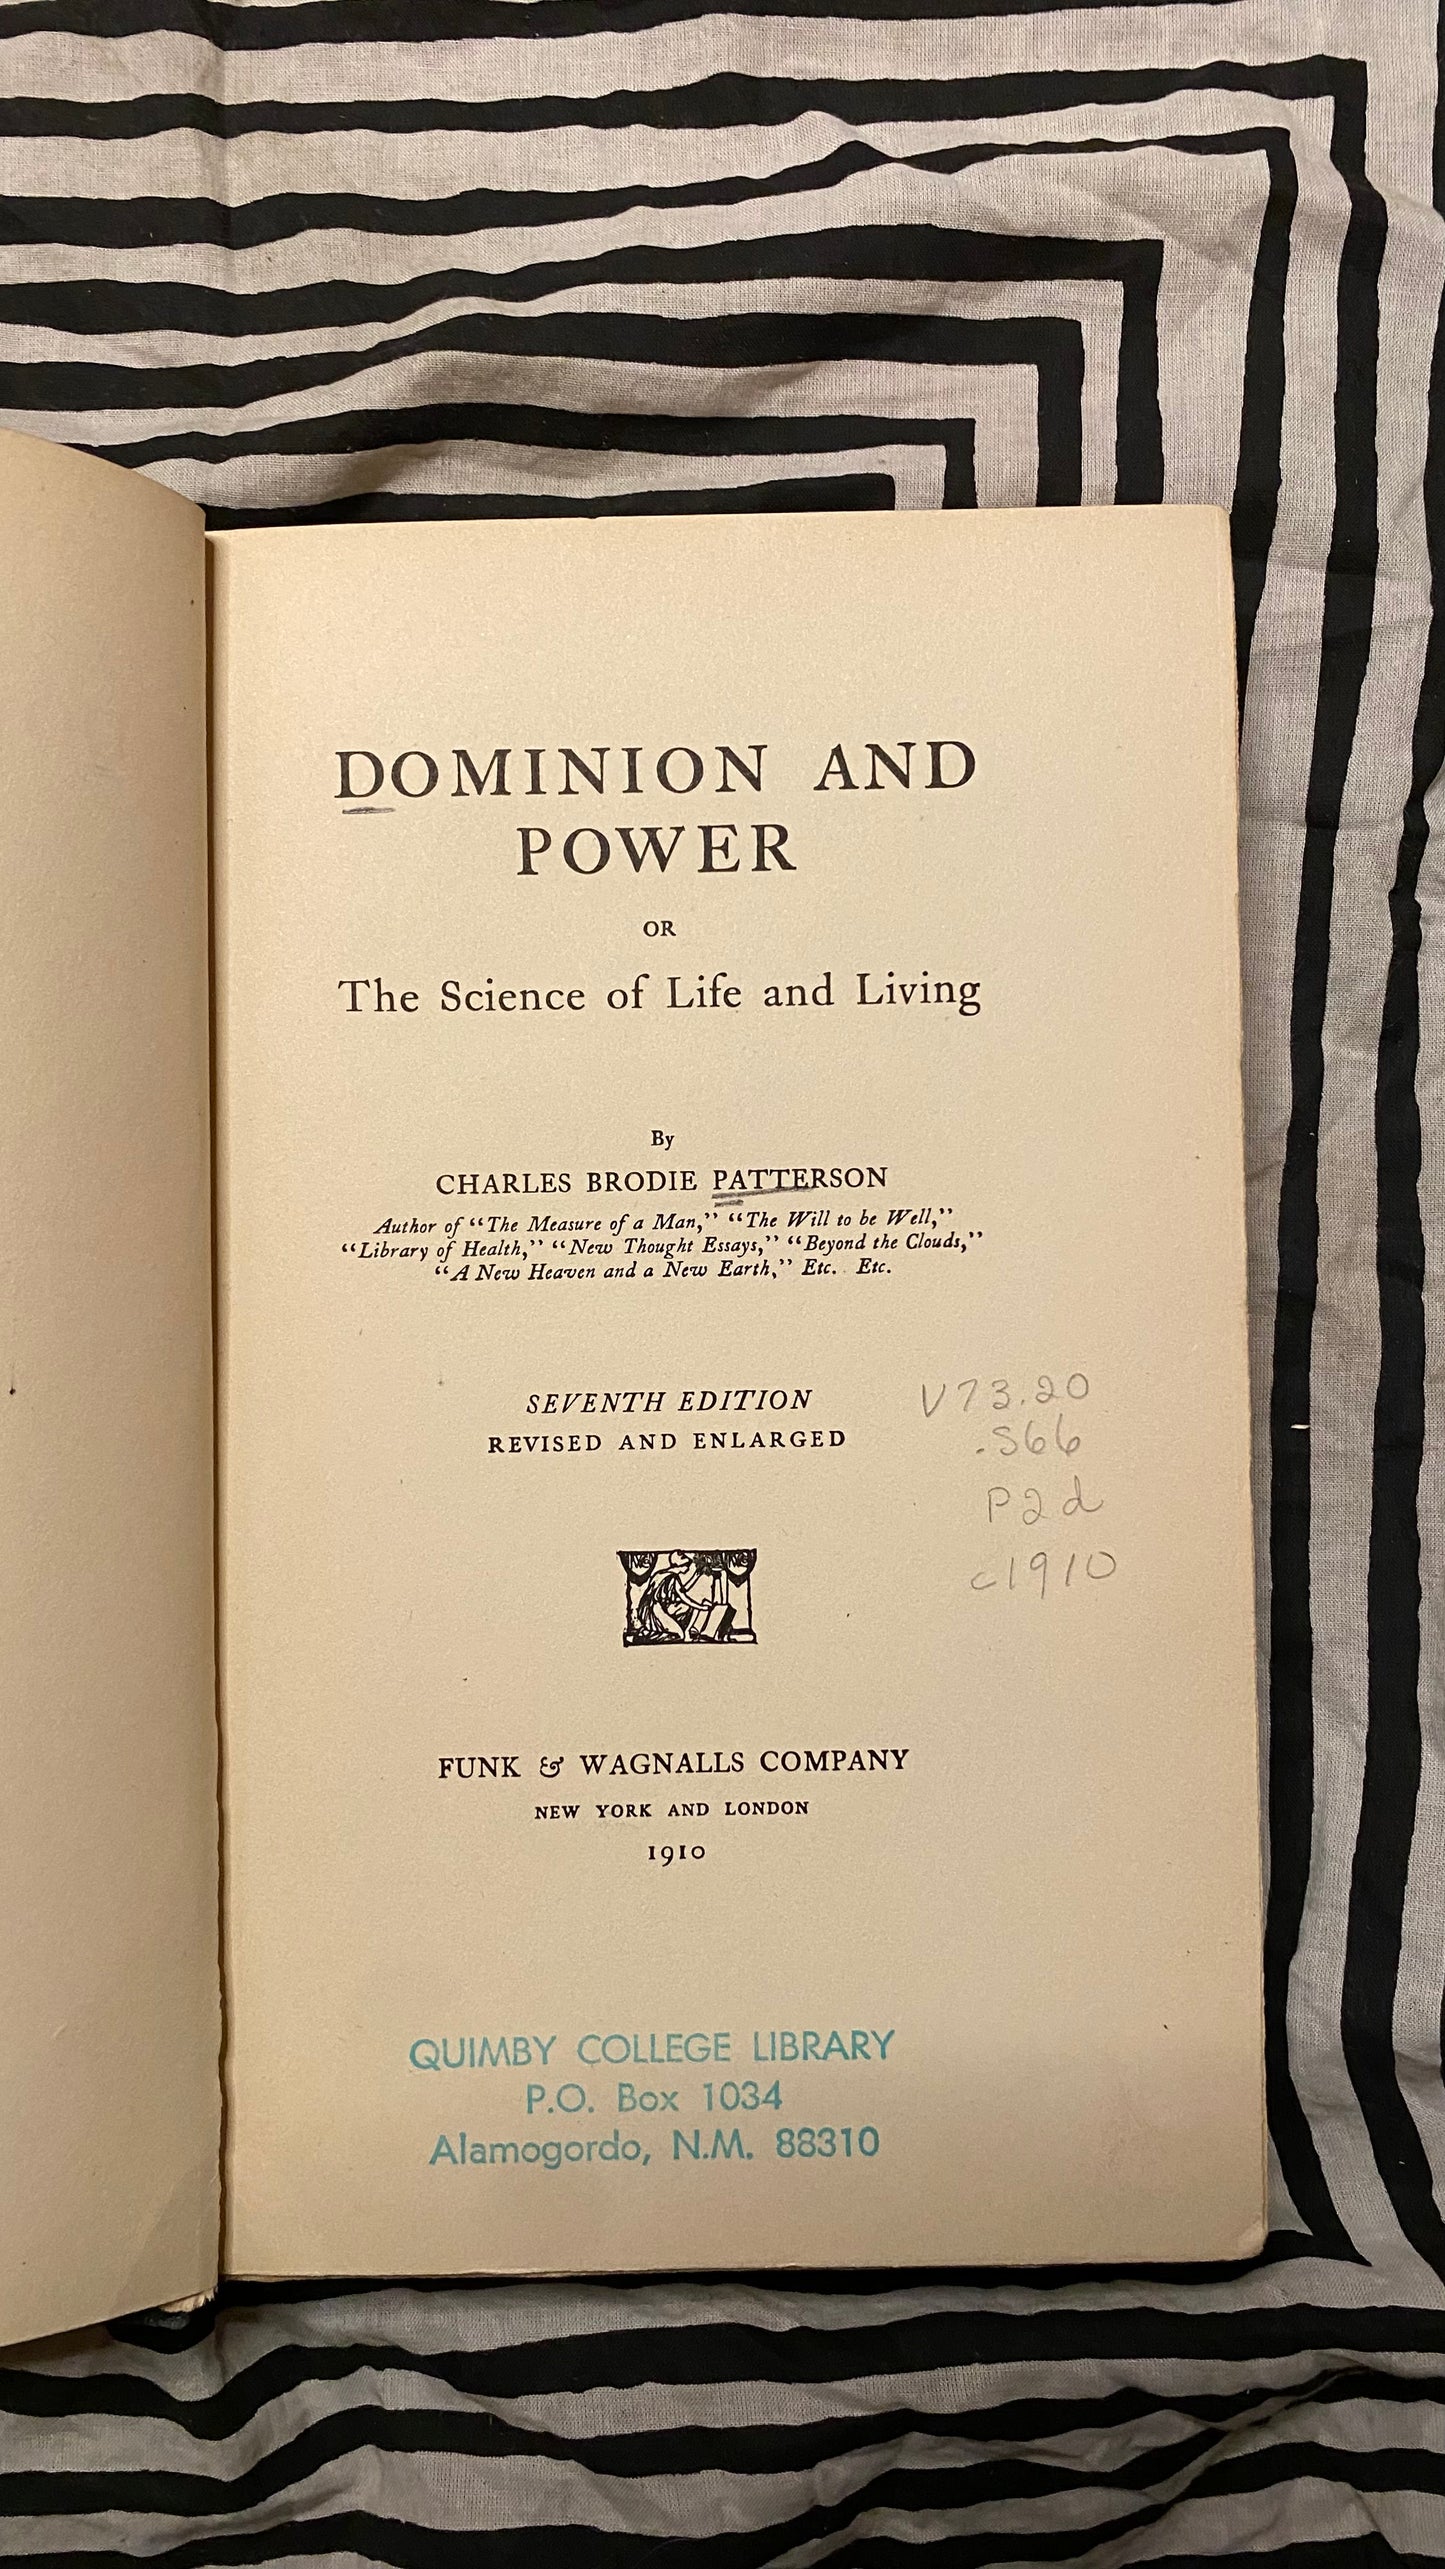 DOMINION AND
POWER
OR
The Science of Life and Living
By
CHARLES BRODIE PATTERSON
Author of “The Measure of a Man,” “The Will to be Well,”
“Library of Health,” “New Thought Essays,” “Beyond the Clouds,”
“A New Heaven and a New Earth,” Etc. Etc.
SEVENTH EDITION
REVISED AND ENLARGED
V73.20
.S66
P2d
c1910
FUNK & WAGNALLS COMPANY
NEW YORK AND LONDON
1910
QUIMBY COLLEGE LIBRARY
P.O. Box 1034
Alamogordo, N.M. 88310